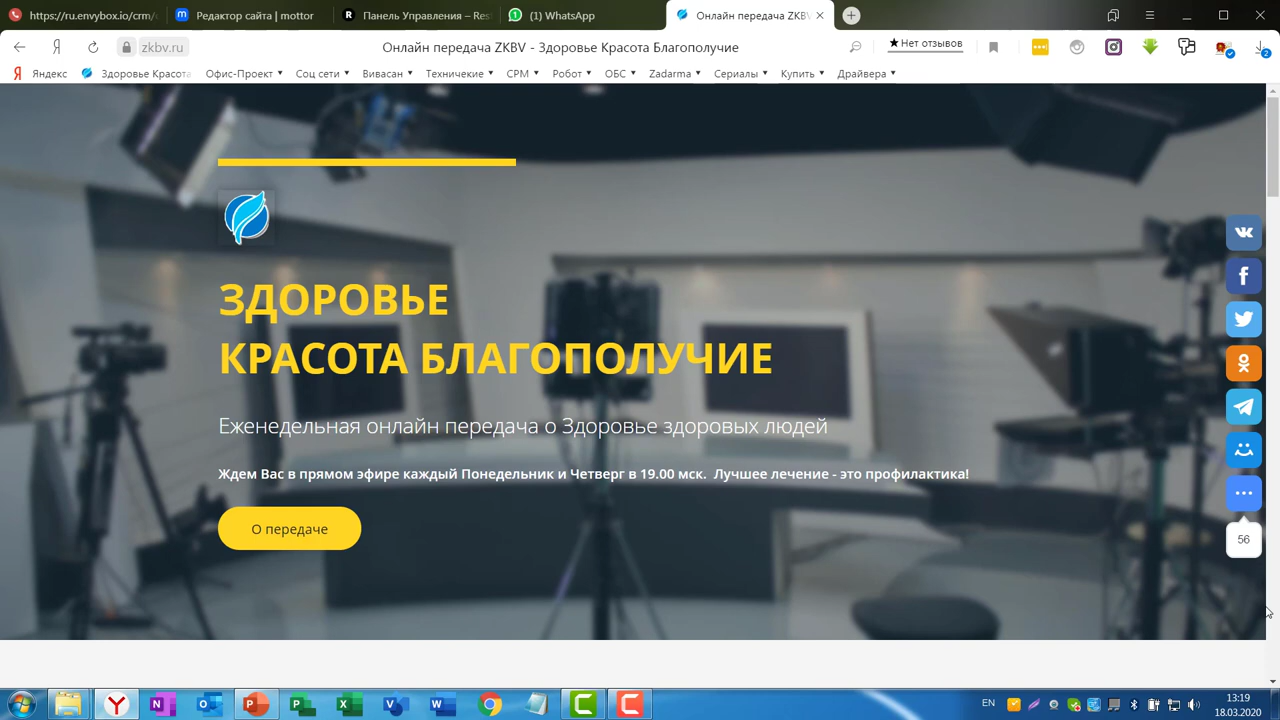 https://ru.envybox.io/crm/
Редактор сайта | mottor
Панель Управления – Res
(1) WhatsApp
Онлайн передача ZKBV
zkbv.ru
Онлайн передача ZKBV - Здоровье Красота Благополучие
★Нет отзывов
Яндекс
Здоровье Красота
Офис-Проект
Соц сети
Вивасан
Технические
СРМ
Робот
ОБС
Zadarma
Сериалы
Купить
Драйвера
ЗДОРОВЬЕ
КРАСОТА БЛАГОПОЛУЧИЕ
Еженедельная онлайн передача о Здоровье здоровых людей
Ждем Вас в прямом эфире каждый Понедельник и Четверг в 19.00 мск. Лучшее лечение - это профилактика!
О передаче
56
EN
13:19
18.03.2020